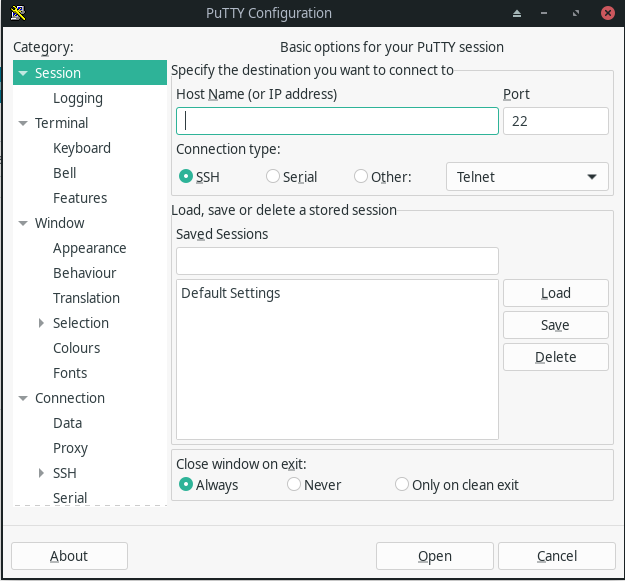 PuTTY Configuration
Category:
Session
Logging
Terminal
Keyboard
Bell
Features
Window
Appearance
Behaviour
Translation
Selection
Colours
Fonts
Connection
Data
Proxy
SSH
Serial
Basic options for your PuTTY session
Specify the destination you want to connect to
Host Name (or IP address) Port
22
Connection type:
SSH Serial Other: Telnet
Load, save or delete a stored session
Saved Sessions
Default Settings
Load
Save
Delete
Close window on exit:
Always Never Only on clean exit
About Open Cancel